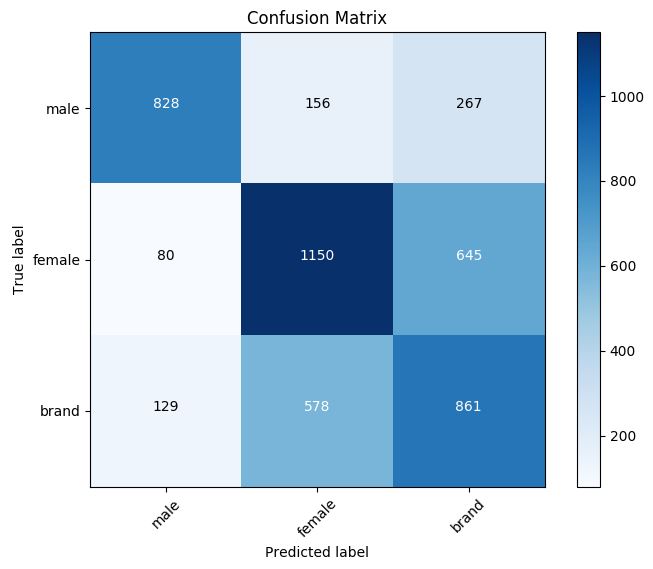 Confusion Matrix
True label
male
female
brand
828 156 267
80 1150 645
129 578 861
male female brand
Predicted label
1000
800
600
400
200